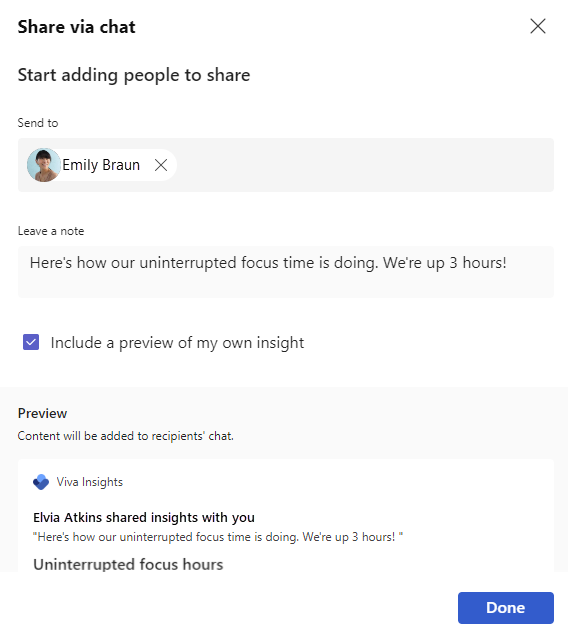 Share via chat
Start adding people to share
Send to
Emily Braun
Leave a note
Here's how our uninterrupted focus time is doing. We're up 3 hours!
Include a preview of my own insight
Preview
Content will be added to recipients' chat.
Viva Insights
Elvia Atkins shared insights with you
"Here's how our uninterrupted focus time is doing. We're up 3 hours! "
Uninterrupted focus hours
Done